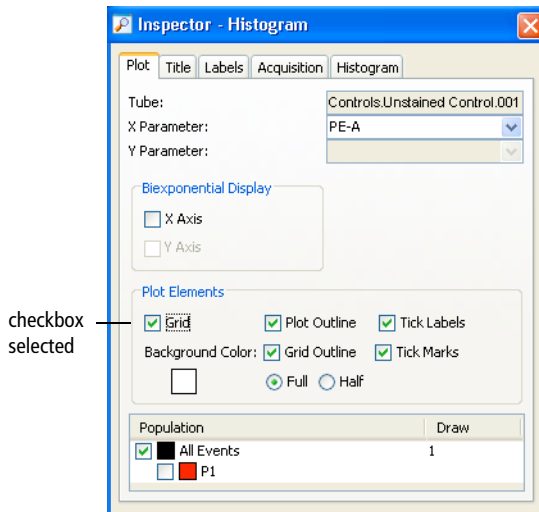 Inspector - Histogram
Plot Title Labels Acquisition Histogram
Tube: Controls.Unstained Control.001
X Parameter: PE-A
Y Parameter:
Biexponential Display
X Axis
Y Axis
Plot Elements
checkbox selected
Grid Plot Outline Tick Labels
Background Color: Grid Outline Tick Marks
Full Half
Population Draw
All Events 1
P1